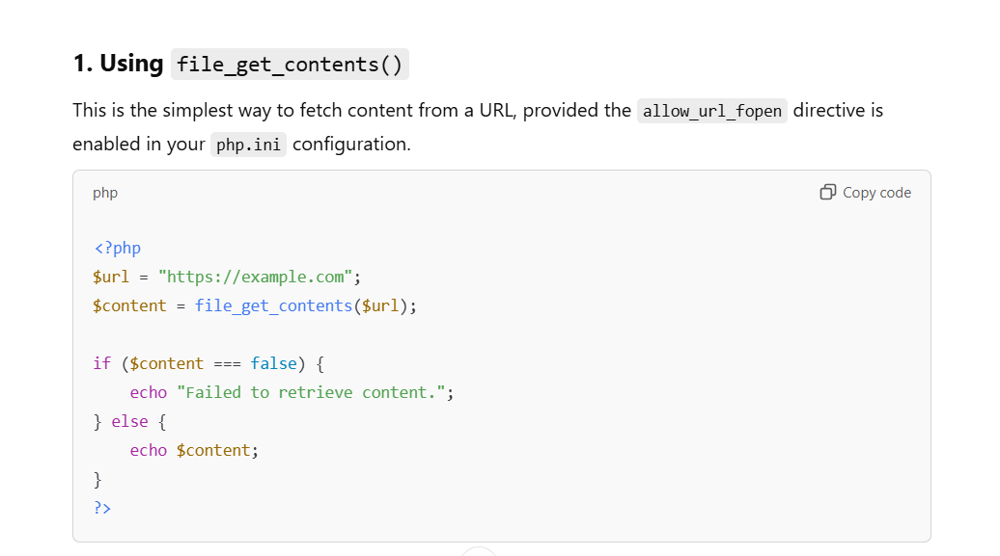 1. Using file_get_contents()
This is the simplest way to fetch content from a URL, provided the allow_url_fopen directive is
enabled in your php.ini configuration.
php
Copy code
<?php
$url = "https://example.com";
$content = file_get_contents($url);
if ($content === false) {
    echo "Failed to retrieve content.";
} else {
    echo $content;
}
?>